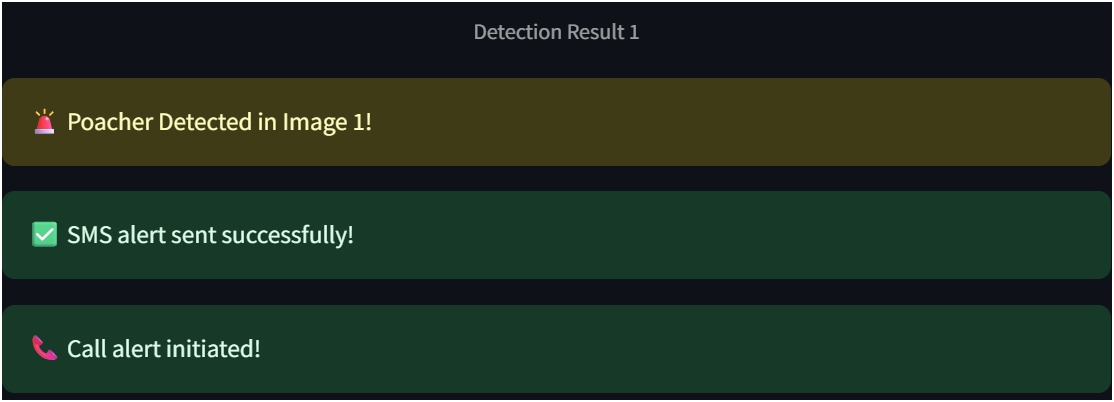 Detection Result 1
🚨 Poacher Detected in Image 1!
✅ SMS alert sent successfully!
📞 Call alert initiated!